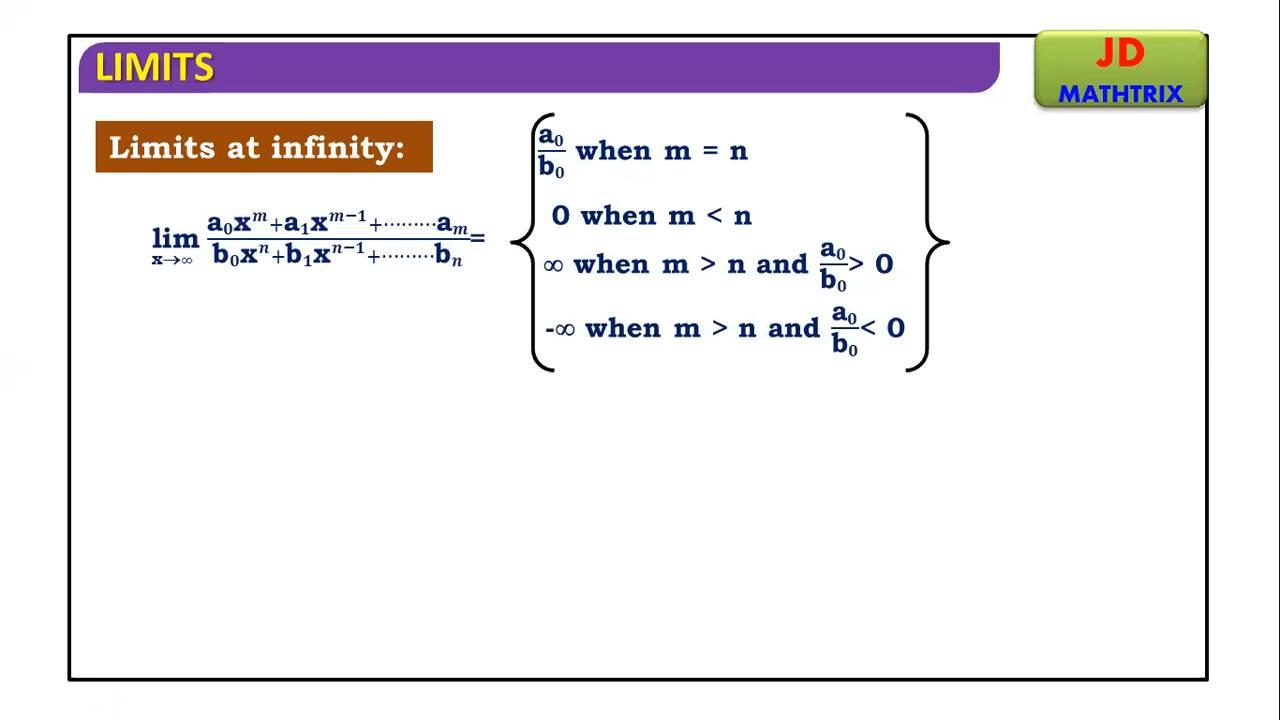 LIMITS
JD
MATHTRIX
Limits at infinity:
lim x→∞ (a₀xᵐ+a₁xᵐ⁻¹+·········aₘ)/(b₀xⁿ+b₁xⁿ⁻¹+·········bₙ)=
a₀/b₀ when m = n
0 when m < n
∞ when m > n and a₀/b₀> 0
-∞ when m > n and a₀/b₀< 0